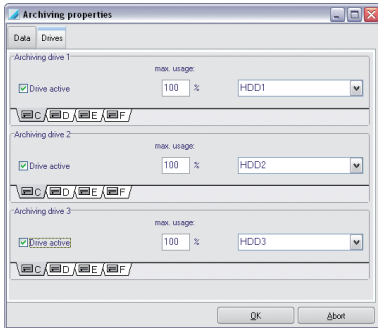 Archiving properties
Data Drives
Archiving drive 1
max. usage:
Drive active 100 % HDD1
C D E F
Archiving drive 2
max. usage:
Drive active 100 % HDD2
C D E F
Archiving drive 3
max. usage:
Drive active 100 % HDD3
C D E F
OK Abort